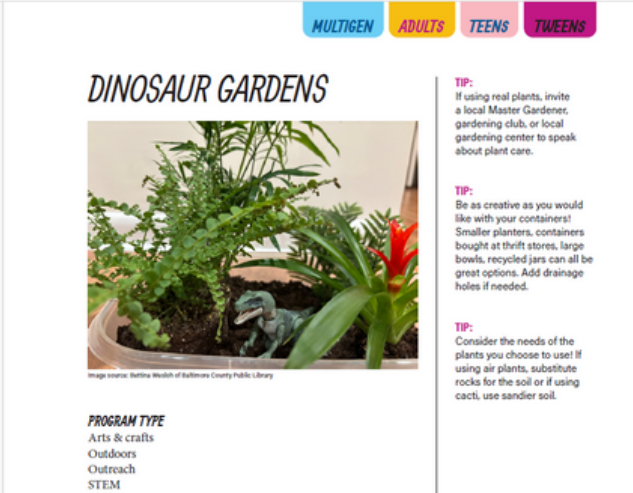 MULTIGEN
ADULTS
TEENS
TWEENS
DINOSAUR GARDENS
Image source: Bettina of Baltimore County Public Library
PROGRAM TYPE
Arts & crafts
Outdoors
Outreach
STEM
TIP:
If using real plants, invite
a local Master Gardener,
gardening club, or local
gardening center to speak
about plant care.
TIP:
Be as creative as you would
like with your containers!
Smaller planters, containers
bought at thrift stores, large
bowls, recycled jars can all be
great options. Add drainage
holes if needed.
TIP:
Consider the needs of the
plants you choose to use! If
using air plants, substitute
rocks for the soil or if using
cacti, use sandier soil.